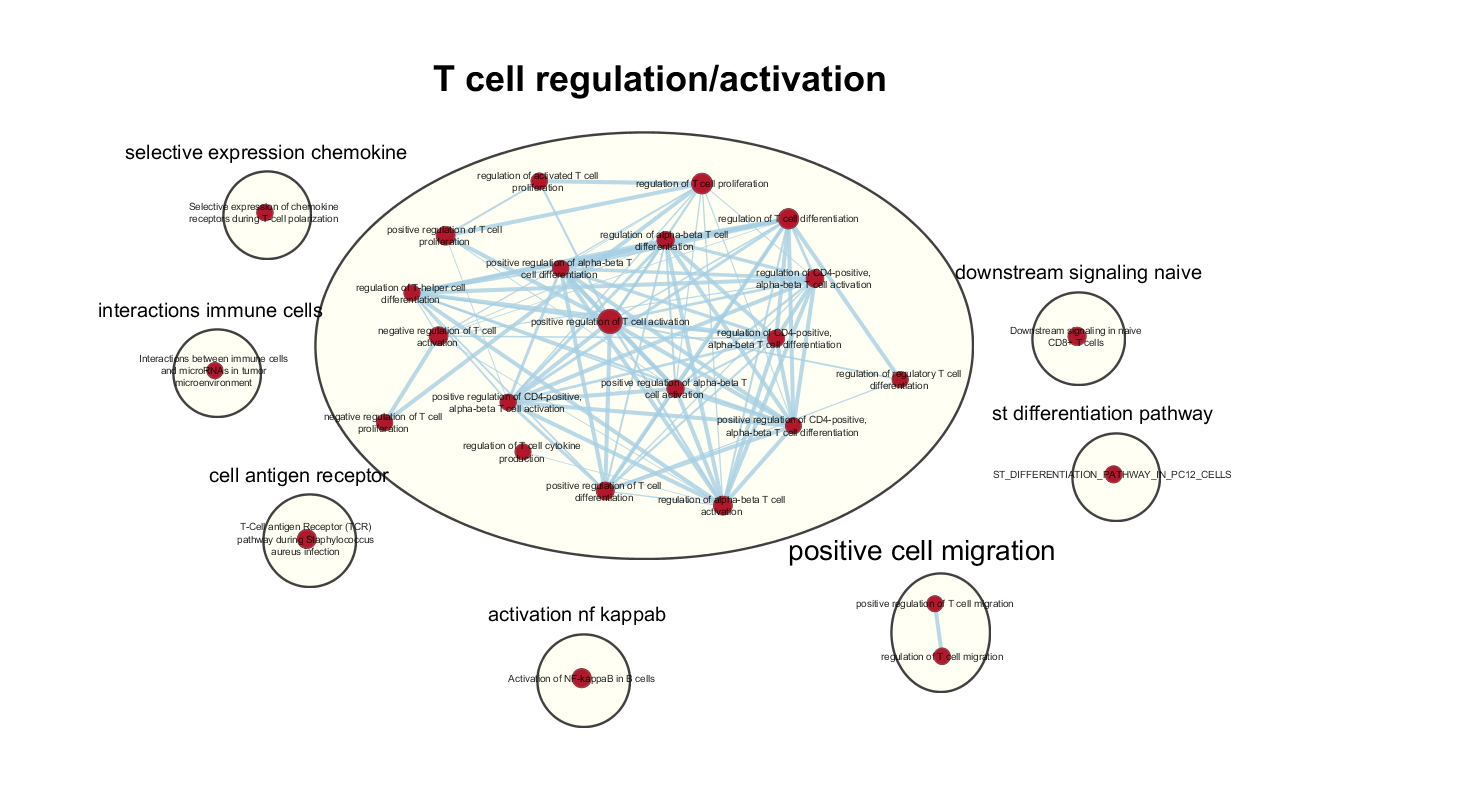 T cell regulation/activation
selective expression chemokine
Selective expression of chemokine
receptors during T cell polarization
interactions immune cells
Interactions between immune cells
and microRNAs in tumor
microenvironment
cell antigen receptor
T-Cell antigen Receptor (TCR)
pathway during Staphylococcus
aureus infection
regulation of activated T cell
proliferation
regulation of T cell proliferation
regulation of T cell differentiation
positive regulation of T cell
proliferation
regulation of alpha-beta T cell
differentiation
positive regulation of alpha-beta T
cell differentiation
regulation of CD4-positive,
alpha-beta T cell activation
regulation of T-helper cell
differentiation
positive regulation of T cell activation
negative regulation of T cell
activation
regulation of CD4-positive,
alpha-beta T cell differentiation
regulation of regulatory T cell
differentiation
positive regulation of alpha-beta T
cell activation
positive regulation of CD4-positive,
alpha-beta T cell activation
negative regulation of T cell
proliferation
positive regulation of CD4-positive,
alpha-beta T cell differentiation
regulation of T cell cytokine
production
positive regulation of T cell
differentiation
regulation of alpha-beta T cell
activation
downstream signaling naive
Downstream signaling in naive
CD8+ T cells
st differentiation pathway
ST_DIFFERENTIATION_PATHWAY_IN_PC12_CELLS
positive cell migration
positive regulation of T cell migration
regulation of T cell migration
activation nf kappab
Activation of NF-kappaB in B cells